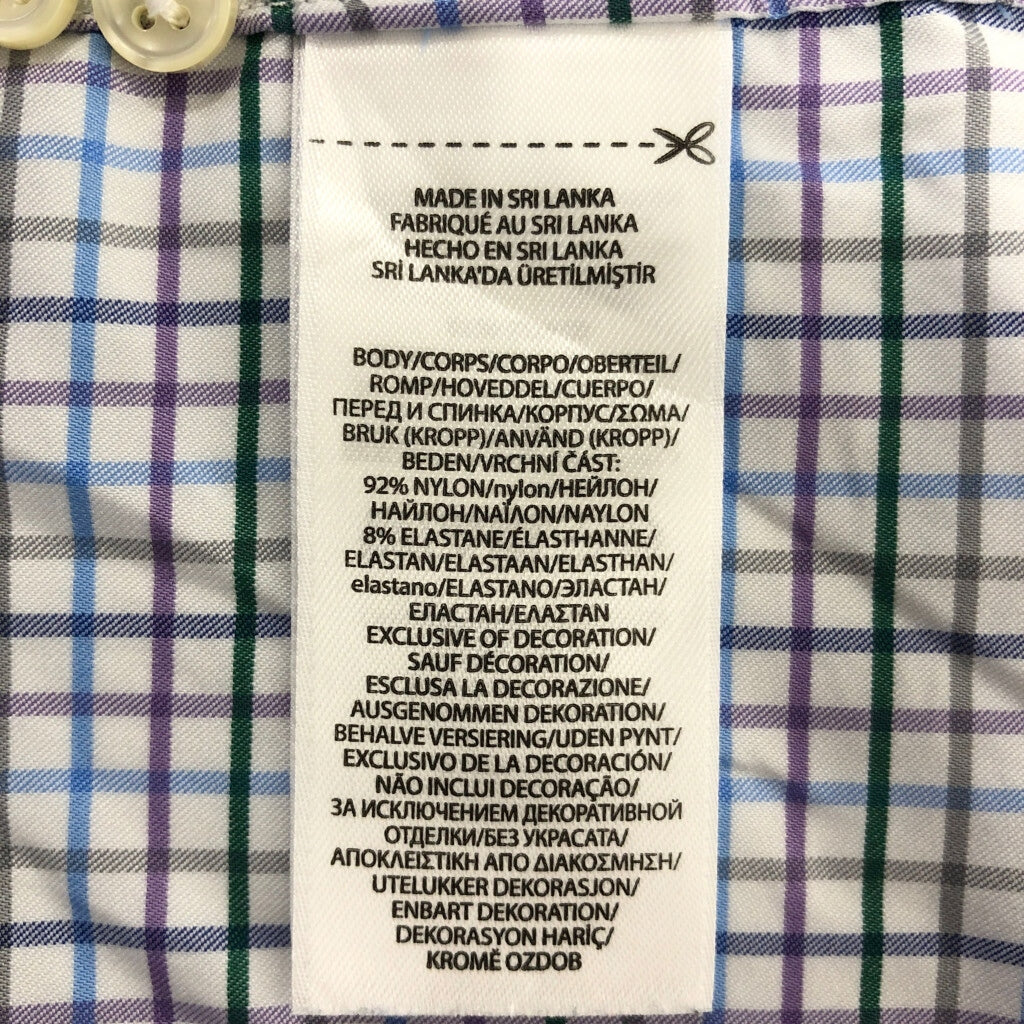 MADE IN SRI LANKA
FABRIQUÉ AU SRI LANKA
HECHO EN SRI LANKA
SRİ LANKA'DA ÜRETİLMİŞTİR
BODY/CORPS/CORPO/OBERTEIL/
ROMP/HOVEDDEL/CUERPO/
ПЕРЕД И СПИНКА/КОРПУС/ΣΩΜΑ/
BRUK (KROPP)/ANVÄND (KROPP)/
BEDEN/VRCHNÍ ČÁST:
92% NYLON/nylon/НЕЙЛОН/
НАЙЛОН/ΝΑΪΛΟΝ/NAYLON
8% ELASTANE/ÉLASTHANNE/
ELASTAN/ELASTAAN/ELASTHAN/
elastano/ELASTANO/ЭЛАСТАН/
ЕЛАСТАН/ΕΛΑΣΤΑΝ
EXCLUSIVE OF DECORATION/
SAUF DÉCORATION/
ESCLUSA LA DECORAZIONE/
AUSGENOMMEN DEKORATION/
BEHALVE VERSIERING/UDEN PYNT/
EXCLUSIVO DE LA DECORACIÓN/
NÃO INCLUI DECORAÇÃO/
ЗА ИСКЛЮЧЕНИЕМ ДЕКОРАТИВНОЙ
ОТДЕЛКИ/БЕЗ УКРАСАТА/
ΑΠΟΚΛΕΙΣΤΙΚΗ ΑΠΟ ΔΙΑΚΟΣΜΗΣΗ/
UTELUKKER DEKORASJON/
ENBART DEKORATION/
DEKORASYON HARİÇ/
KROMĚ OZDOB